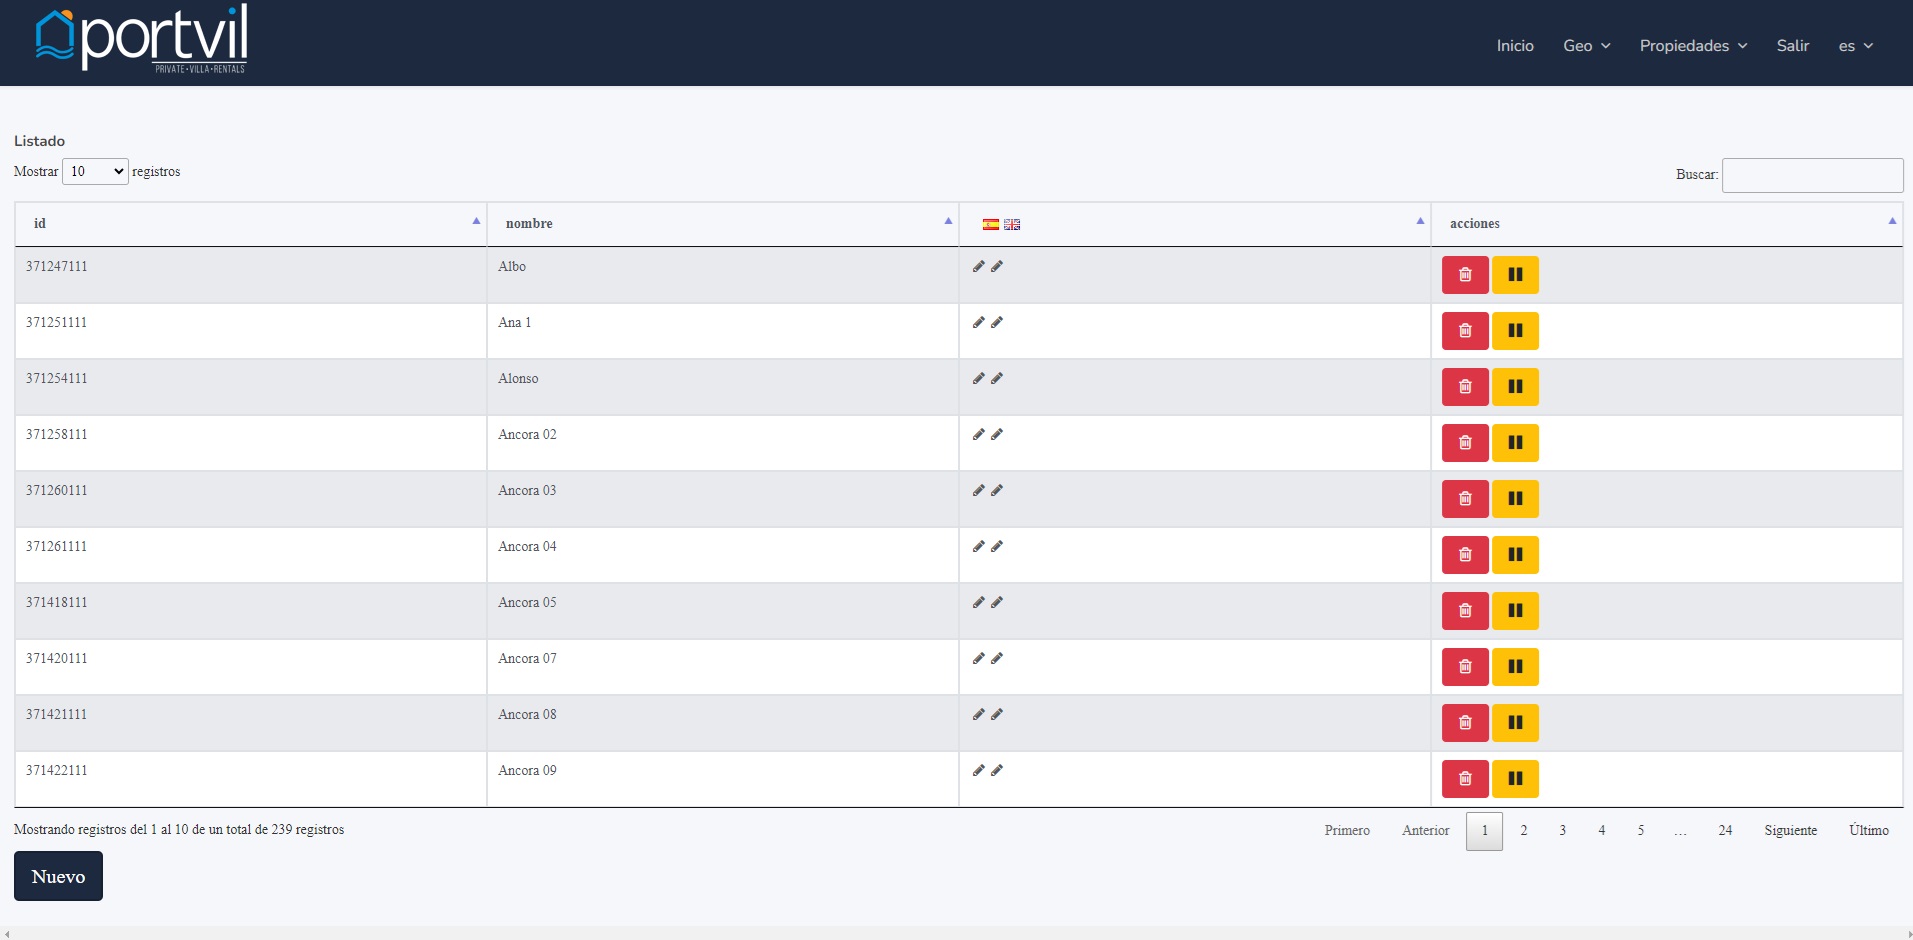 portvil
PRIVATE•VILLA•RENTALS
Inicio Geo Propiedades Salir es
Listado
Mostrar 10 registros
Buscar:
id nombre acciones
371247111 Albo
371251111 Ana 1
371254111 Alonso
371258111 Ancora 02
371260111 Ancora 03
371261111 Ancora 04
371418111 Ancora 05
371420111 Ancora 07
371421111 Ancora 08
371422111 Ancora 09
Mostrando registros del 1 al 10 de un total de 239 registros
Primero Anterior 1 2 3 4 5 … 24 Siguiente Último
Nuevo